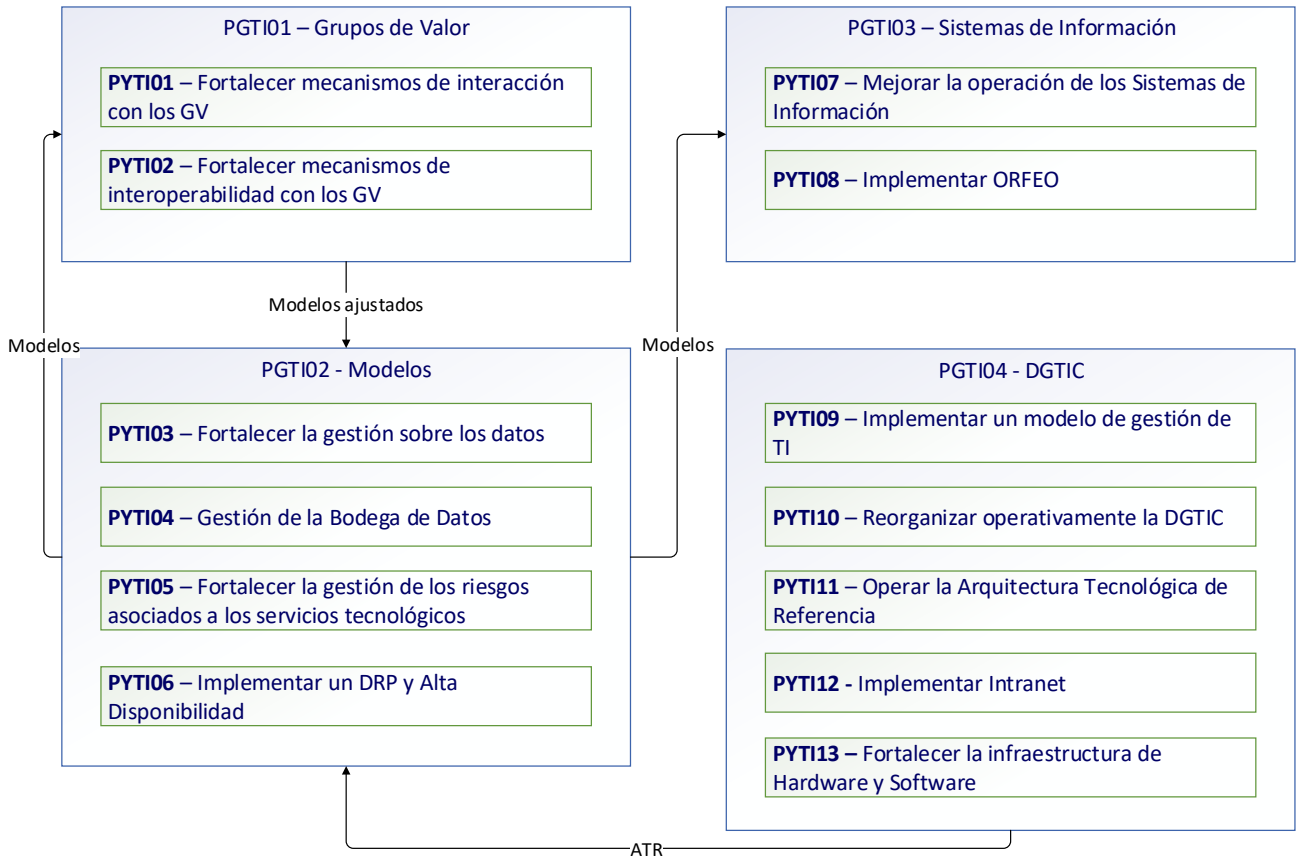 PGTI01 – Grupos de Valor
PYTI01 – Fortalecer mecanismos de interacción
con los GV
PYTI02 – Fortalecer mecanismos de
interoperabilidad con los GV
PGTI03 – Sistemas de Información
PYTI07 – Mejorar la operación de los Sistemas de
Información
PYTI08 – Implementar ORFEO
Modelos ajustados
Modelos
Modelos
PGTI02 - Modelos
PYTI03 – Fortalecer la gestión sobre los datos
PYTI04 – Gestión de la Bodega de Datos
PYTI05 – Fortalecer la gestión de los riesgos
asociados a los servicios tecnológicos
PYTI06 – Implementar un DRP y Alta
Disponibilidad
PGTI04 - DGTIC
PYTI09 – Implementar un modelo de gestión de
TI
PYTI10 – Reorganizar operativamente la DGTIC
PYTI11 – Operar la Arquitectura Tecnológica de
Referencia
PYTI12 - Implementar Intranet
PYTI13 – Fortalecer la infraestructura de
Hardware y Software
ATR